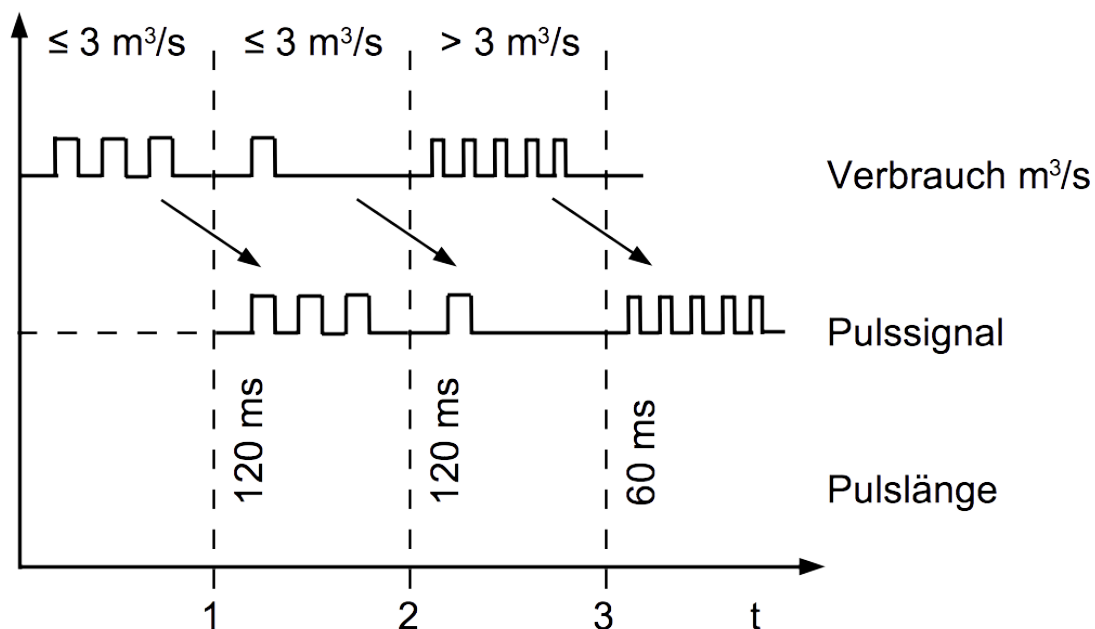 ≤ 3 m³/s ≤ 3 m³/s > 3 m³/s
Verbrauch m³/s
Pulssignal
120 ms 120 ms 60 ms
Pulslänge
1 2 3 t